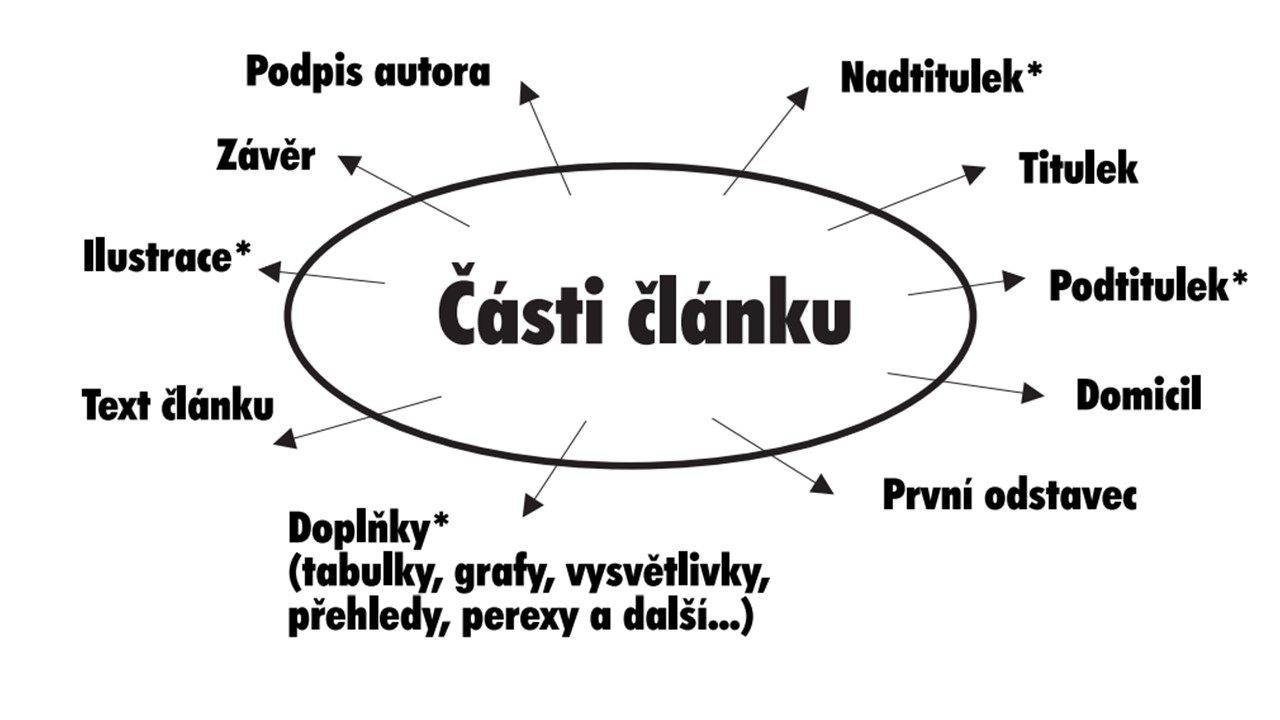 Podpis autora
Nadtitulek*
Závěr
Titulek
Ilustrace*
Podtitulek*
Části článku
Text článku
Domicil
První odstavec
Doplňky*
(tabulky, grafy, vysvětlivky,
přehledy, perexy a další...)